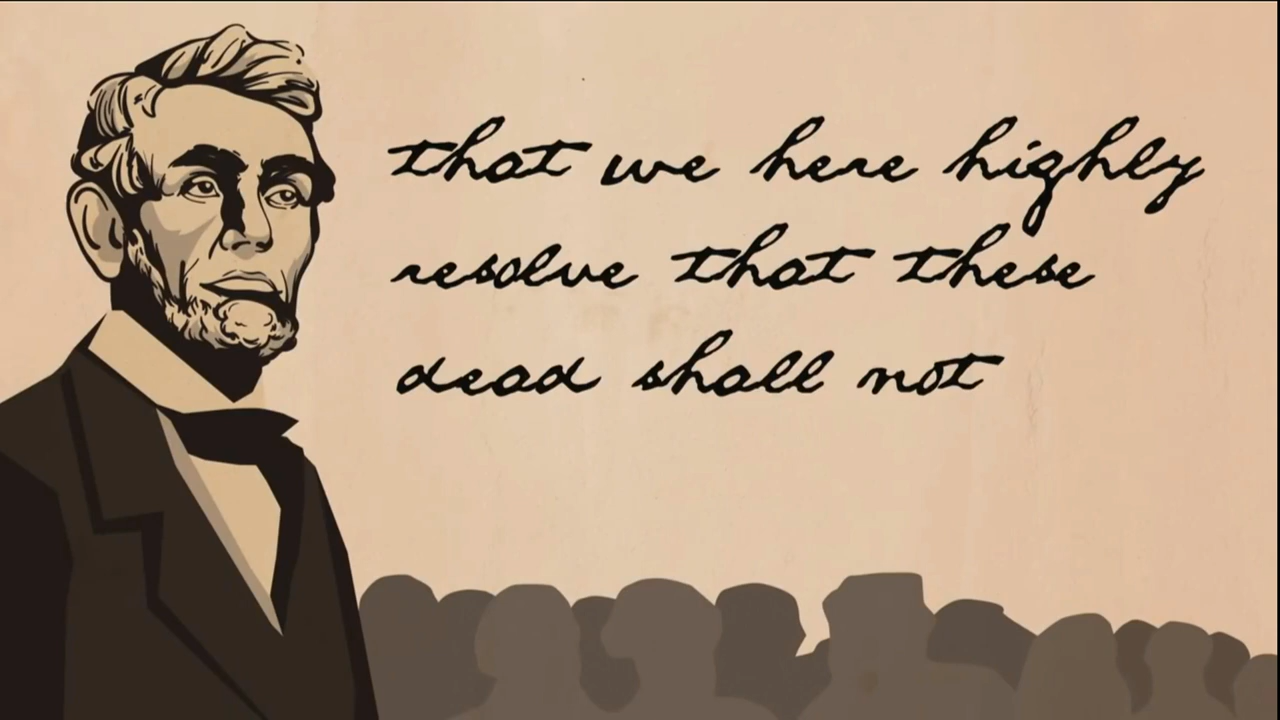 that we here highly
resolve that these
dead shall not